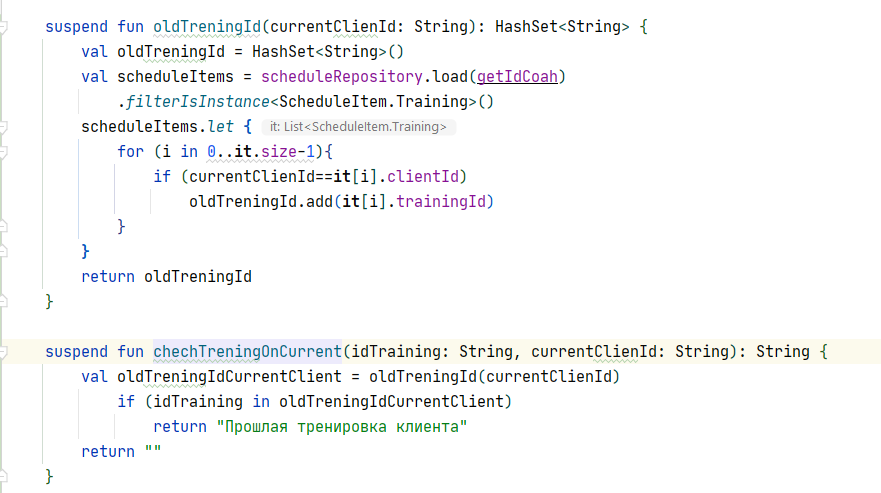 suspend fun oldTreningId(currentClienId: String): HashSet<String> {
    val oldTreningId = HashSet<String>()
    val scheduleItems = scheduleRepository.load(getIdCoah)
        .filterIsInstance<ScheduleItem.Training>()
    scheduleItems.let { it: List<ScheduleItem.Training>
        for (i in 0..it.size-1){
            if (currentClienId==it[i].clientId)
                oldTreningId.add(it[i].trainingId)
        }
    }
    return oldTreningId
}
suspend fun chechTreningOnCurrent(idTraining: String, currentClienId: String): String {
    val oldTreningIdCurrentClient = oldTreningId(currentClienId)
        if (idTraining in oldTreningIdCurrentClient)
            return "Прошлая тренировка клиента"
    return ""
}